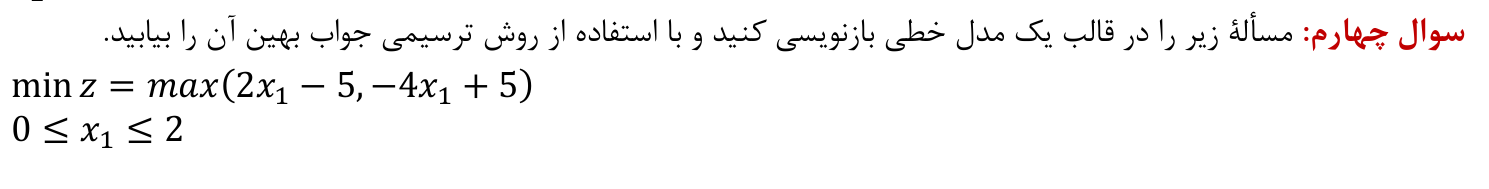 سوال چهارم: مسألهٔ زیر را در قالب یک مدل خطی بازنویسی کنید و با استفاده از روش ترسیمی جواب بهین آن را بیابید.
min z = max(2x₁ − 5, −4x₁ + 5)
0 ≤ x₁ ≤ 2